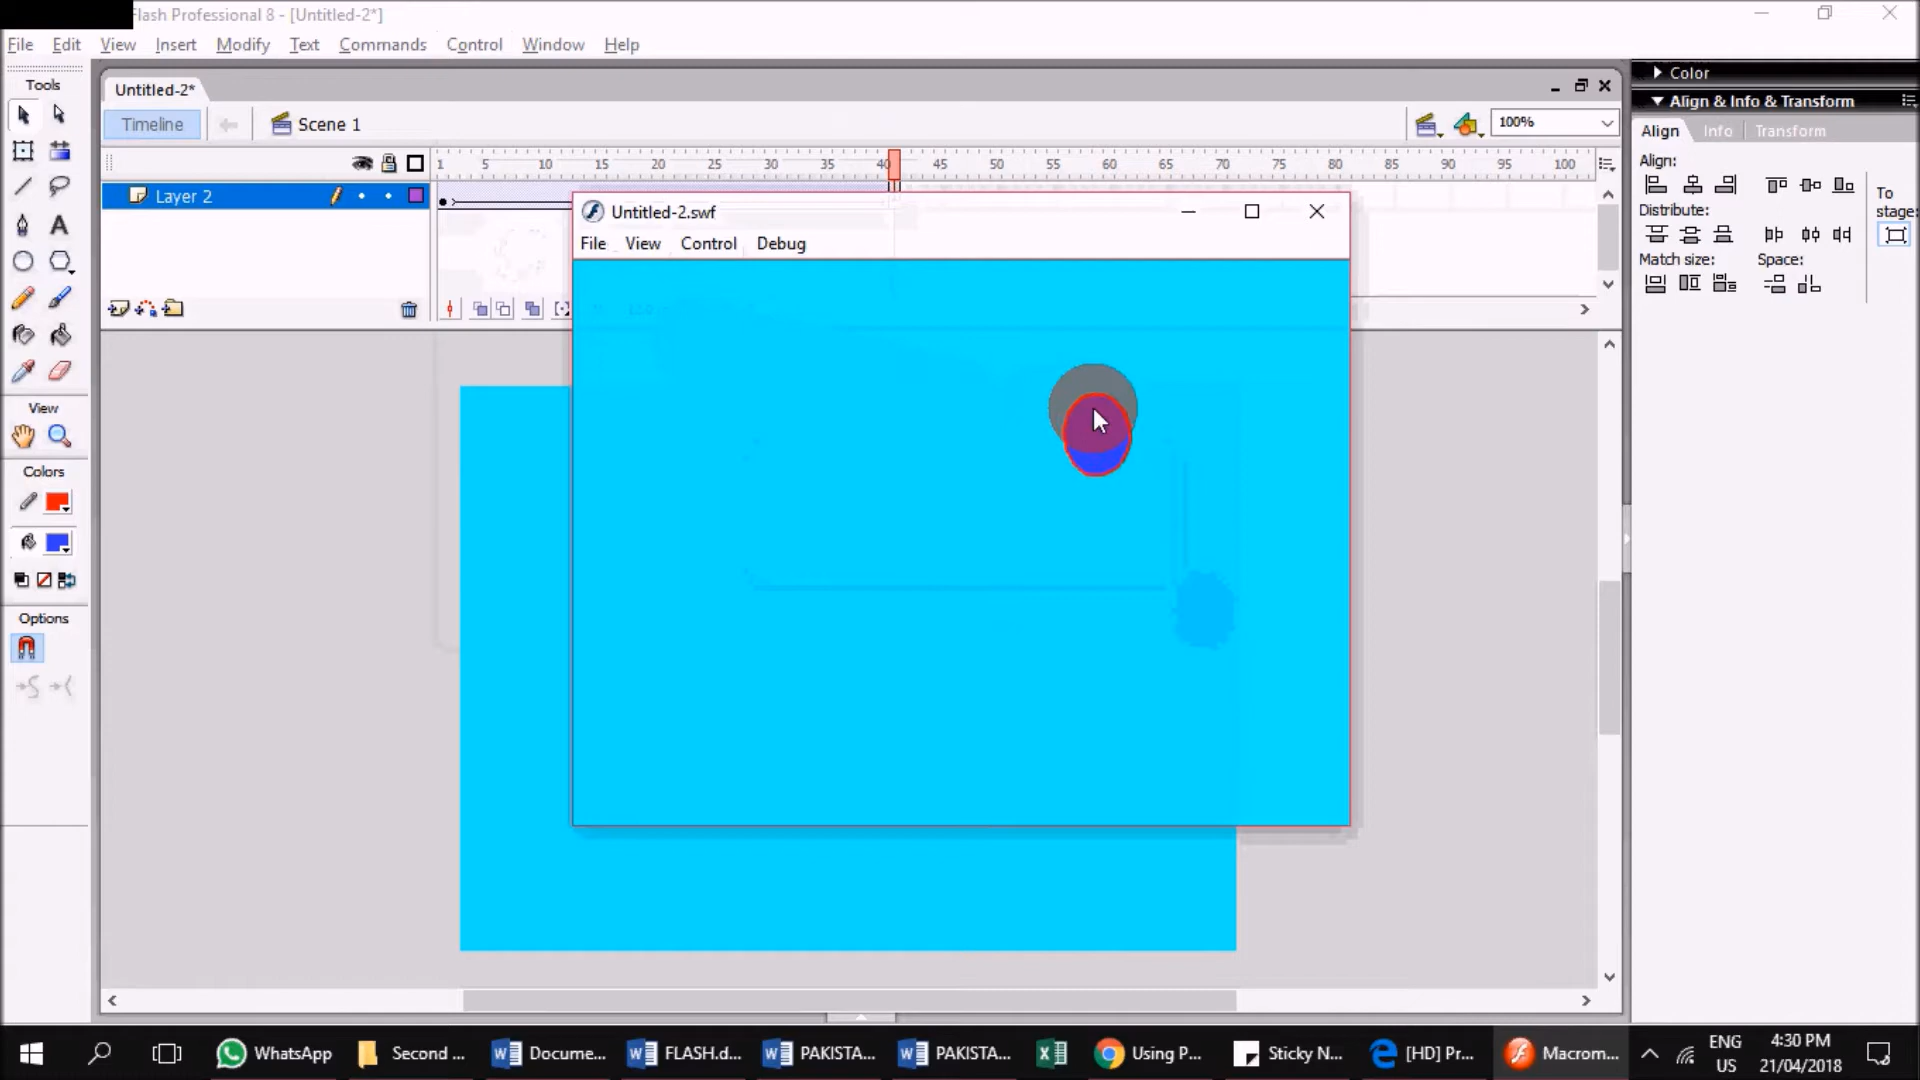 Flash Professional 8 - [Untitled-2*]
File Edit View Insert Modify Text Commands Control Window Help
Tools
Untitled-2*
Color
Align & Info & Transform
Timeline
Scene 1
100%
Align Info Transform
Align:
To stage:
1 5 10 15 20 25 30 35 40 45 50 55 60 65 70 75 80 85 90 95 100
Layer 2
Distribute:
Match size:
Space:
Untitled-2.swf
File View Control Debug
View
Colors
Options
WhatsApp
Second ...
Docume...
FLASH.d...
PAKISTA...
PAKISTA...
Using P...
Sticky N...
[HD] Pr...
Macrom...
ENG
US
4:30 PM
21/04/2018